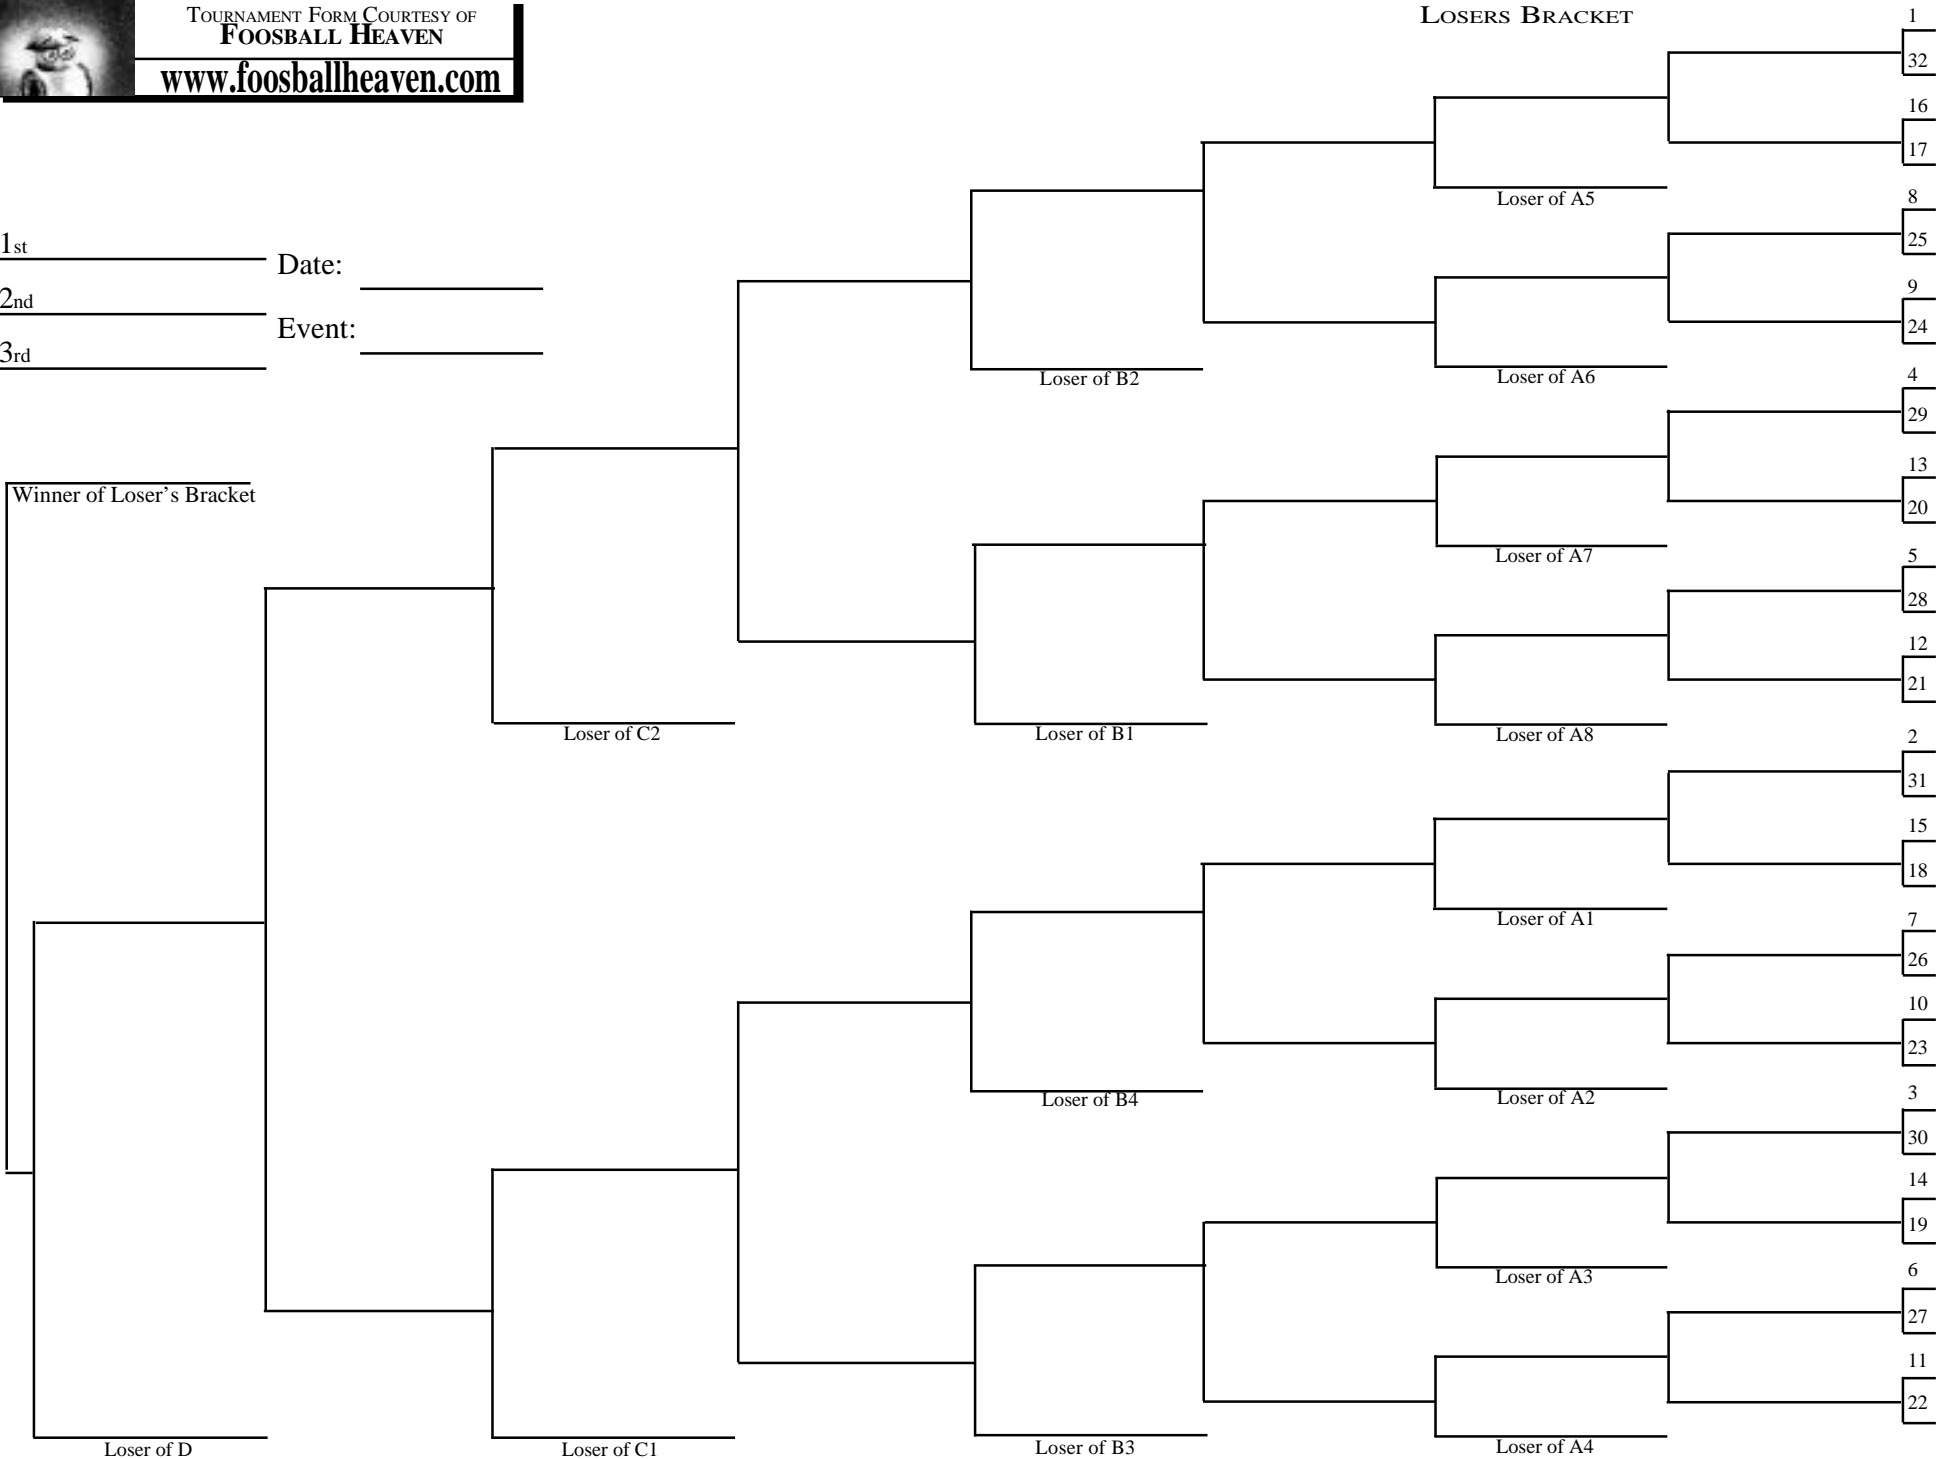 TOURNAMENT FORM COURTESY OF
FOOSBALL HEAVEN
www.foosballheaven.com
LOSERS BRACKET
1st
2nd
3rd
Date:
Event:
Winner of Loser’s Bracket
Loser of D
Loser of C2
Loser of C1
Loser of B2
Loser of B1
Loser of B4
Loser of B3
Loser of A5
Loser of A6
Loser of A7
Loser of A8
Loser of A1
Loser of A2
Loser of A3
Loser of A4
1
32
16
17
8
25
9
24
4
29
13
20
5
28
12
21
2
31
15
18
7
26
10
23
3
30
14
19
6
27
11
22